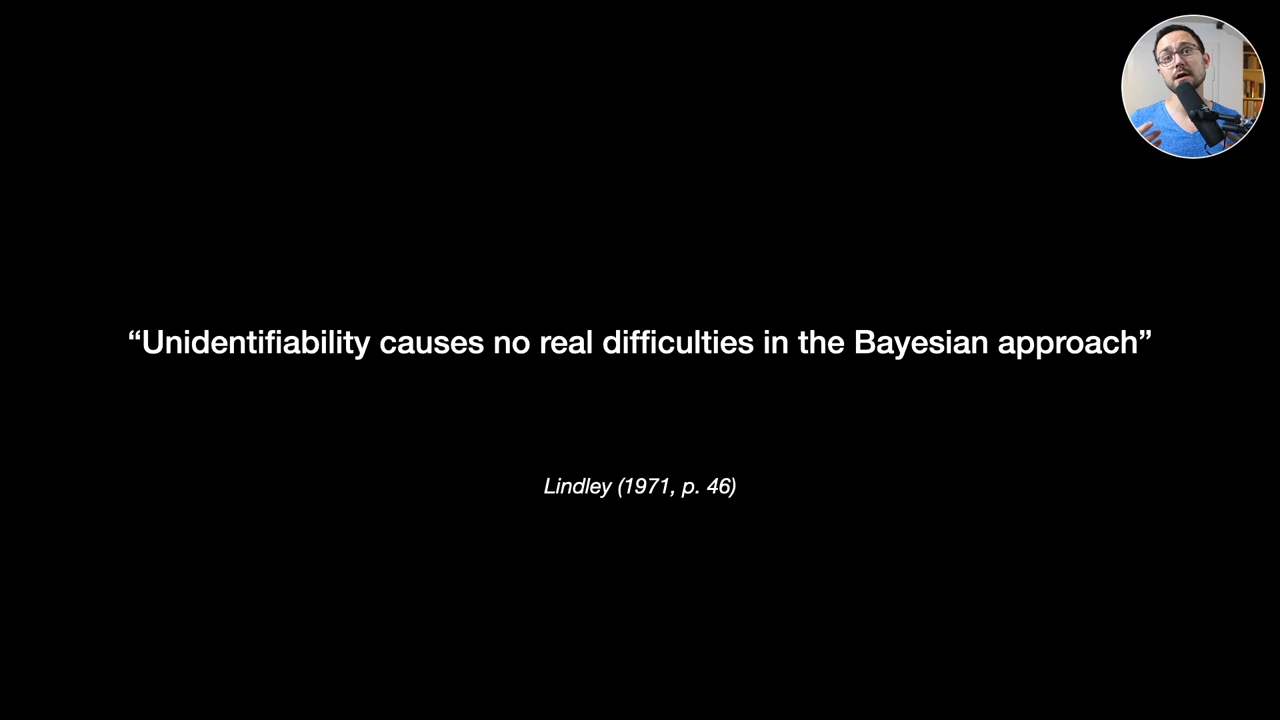 “Unidentifiability causes no real difficulties in the Bayesian approach”
Lindley (1971, p. 46)